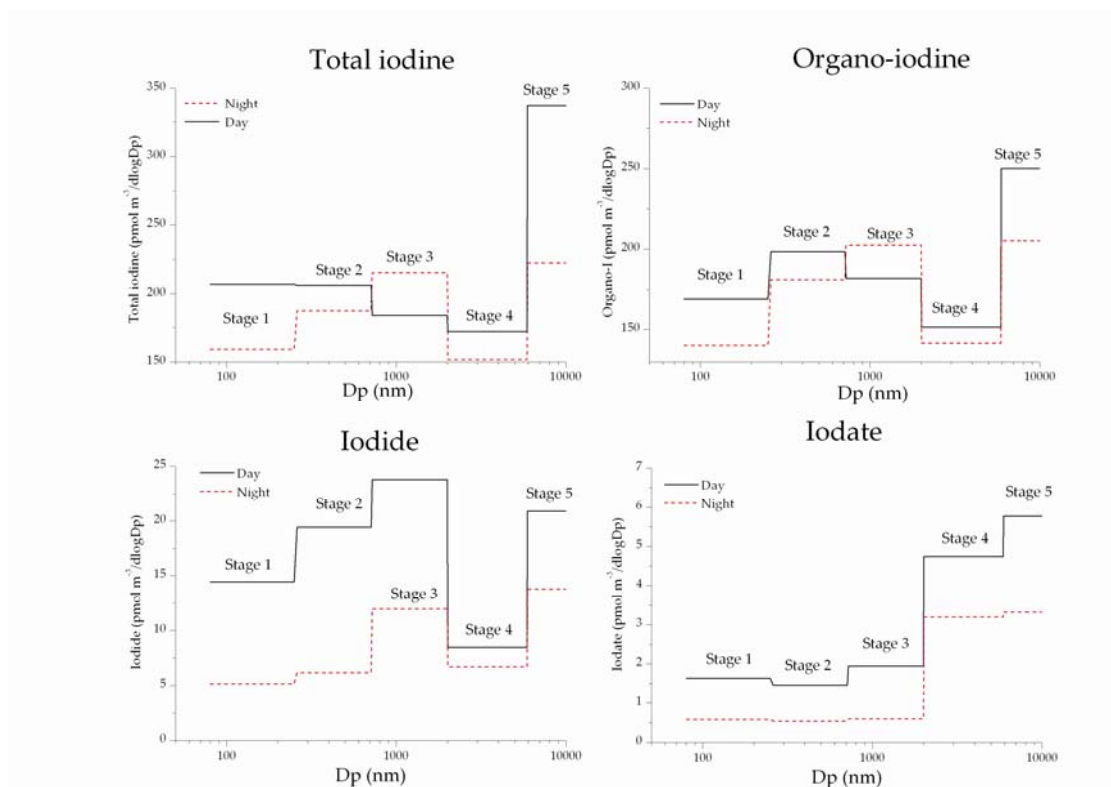 Total iodine
Night
Day
Stage 1
Stage 2
Stage 3
Stage 4
Stage 5
350
300
250
200
150
100
1000
10000
Total iodine (pmol m⁻³/dlogDp)
Dp (nm)
Organo-iodine
Day
Night
Stage 1
Stage 2
Stage 3
Stage 4
Stage 5
300
250
200
150
100
1000
10000
Organo-I (pmol m⁻³/dlogDp)
Dp (nm)
Iodide
Day
Night
Stage 1
Stage 2
Stage 3
Stage 4
Stage 5
25
20
15
10
5
0
100
1000
10000
Iodide (pmol m⁻³/dlogDp)
Dp (nm)
Iodate
Day
Night
Stage 1
Stage 2
Stage 3
Stage 4
Stage 5
7
6
5
4
3
2
1
0
100
1000
10000
Iodate (pmol m⁻³/dlogDp)
Dp (nm)